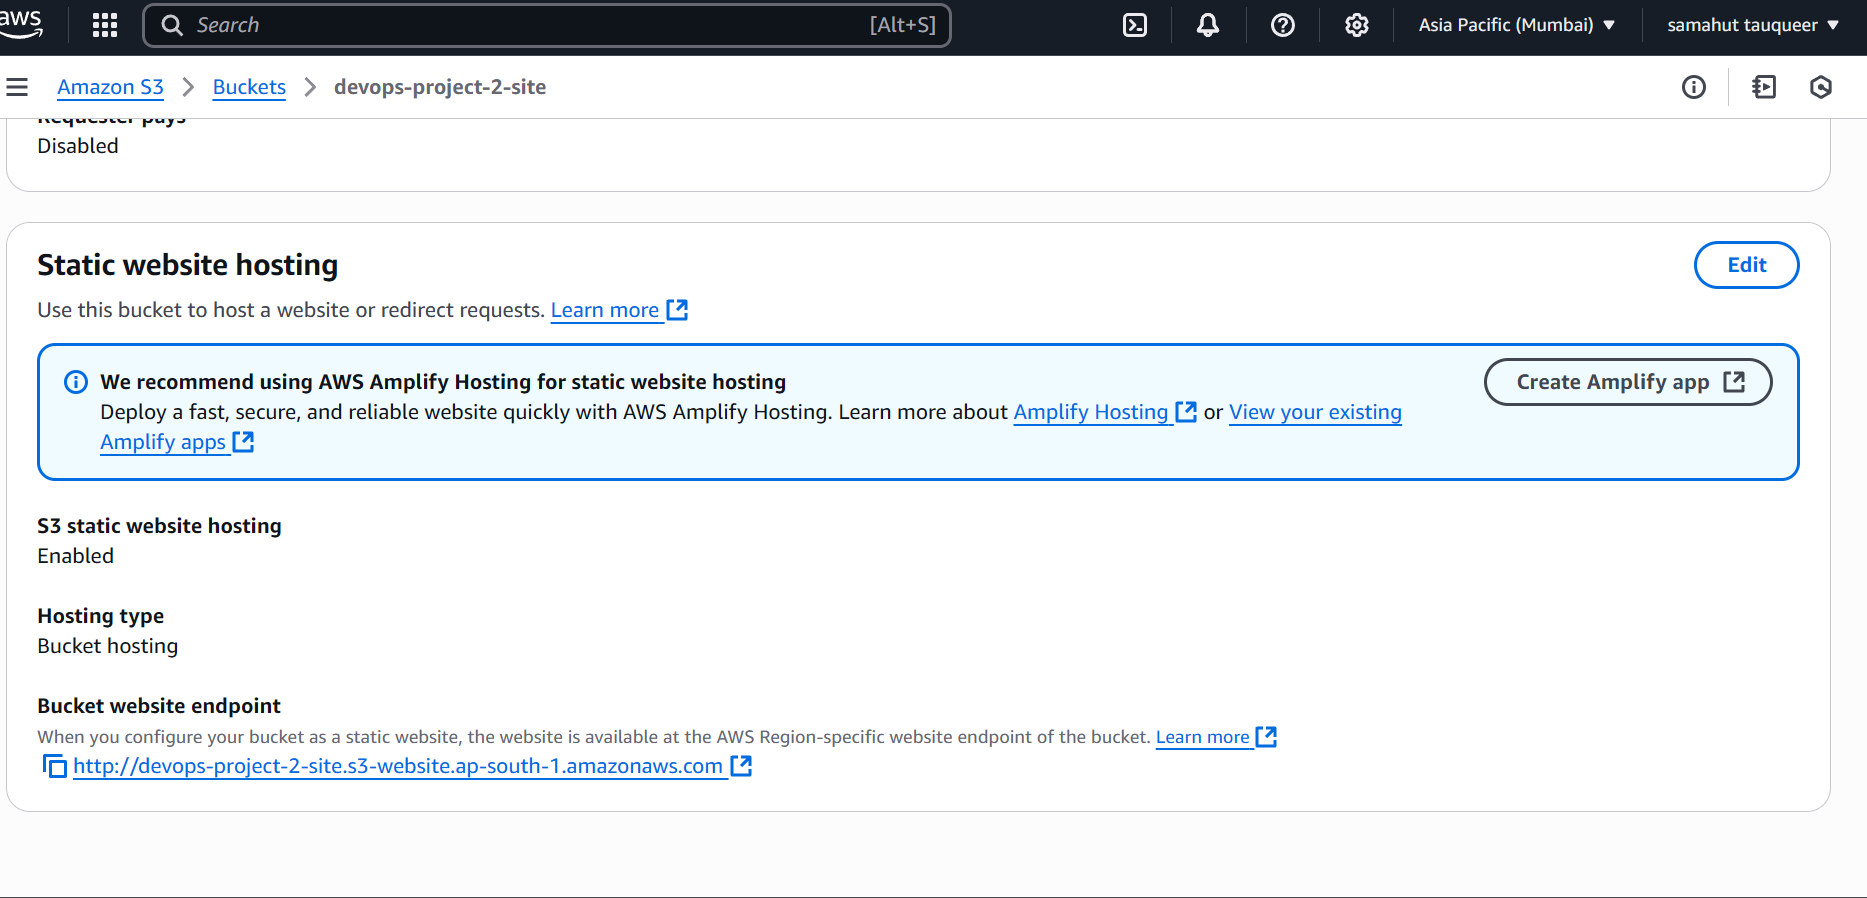 aws
Search [Alt+S]
Asia Pacific (Mumbai)
samahut tauqueer
Amazon S3
Buckets
devops-project-2-site
Requester pays
Disabled
Static website hosting
Edit
Use this bucket to host a website or redirect requests. Learn more
We recommend using AWS Amplify Hosting for static website hosting
Create Amplify app
Deploy a fast, secure, and reliable website quickly with AWS Amplify Hosting. Learn more about Amplify Hosting or View your existing
Amplify apps
S3 static website hosting
Enabled
Hosting type
Bucket hosting
Bucket website endpoint
When you configure your bucket as a static website, the website is available at the AWS Region-specific website endpoint of the bucket. Learn more
http://devops-project-2-site.s3-website.ap-south-1.amazonaws.com